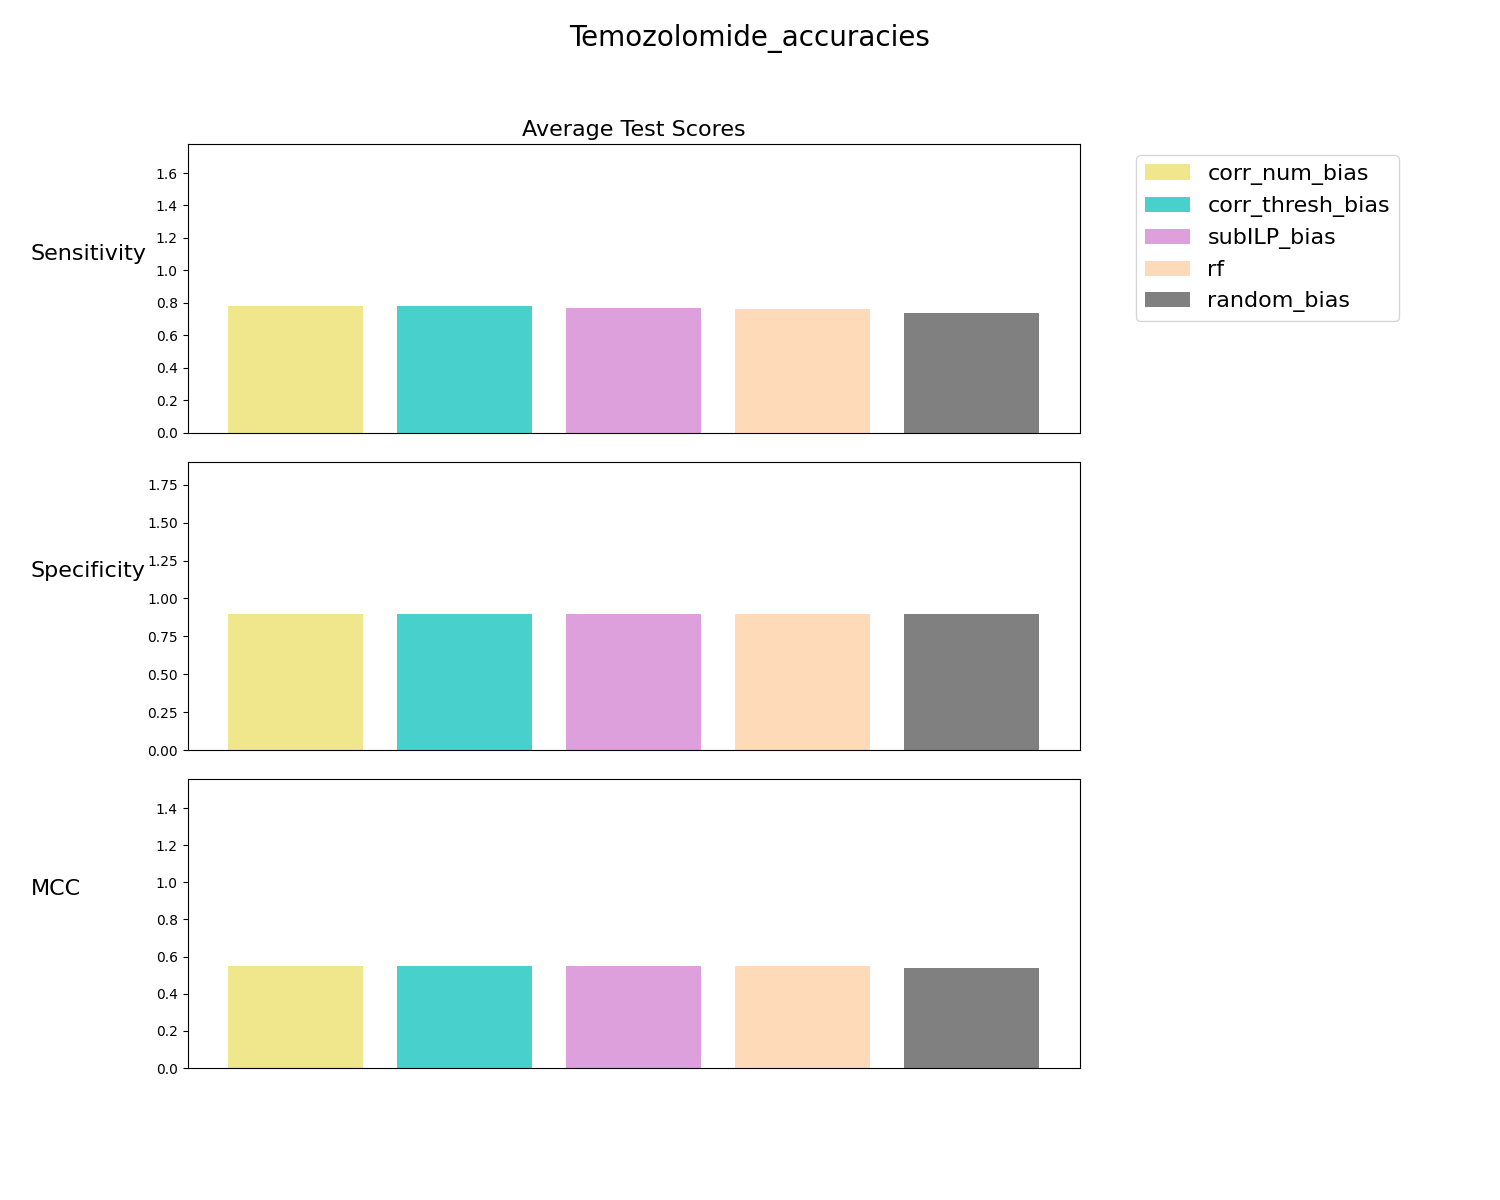 Temozolomide_accuracies
Average Test Scores
Sensitivity
1.6
1.4
1.2
1.0
0.8
0.6
0.4
0.2
0.0
corr_num_bias
corr_thresh_bias
subILP_bias
rf
random_bias
Specificity
1.75
1.50
1.25
1.00
0.75
0.50
0.25
0.00
MCC
1.4
1.2
1.0
0.8
0.6
0.4
0.2
0.0